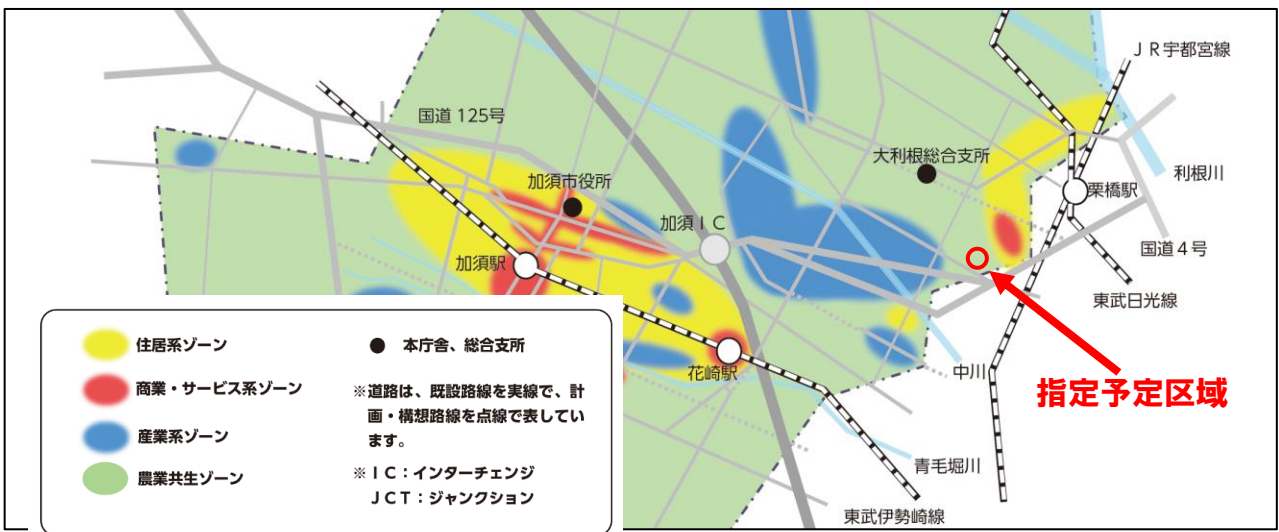 ＪＲ宇都宮線
国道 125号
大利根総合支所
利根川
加須市役所
栗橋駅
加須ＩＣ
国道４号
加須駅
東武日光線
中川
花崎駅
指定予定区域
青毛堀川
東武伊勢崎線
住居系ゾーン
商業・サービス系ゾーン
産業系ゾーン
農業共生ゾーン
本庁舎、総合支所
※道路は、既設路線を実線で、計
画・構想路線を点線で表してい
ます。
※ＩＣ：インターチェンジ
ＪＣＴ：ジャンクション